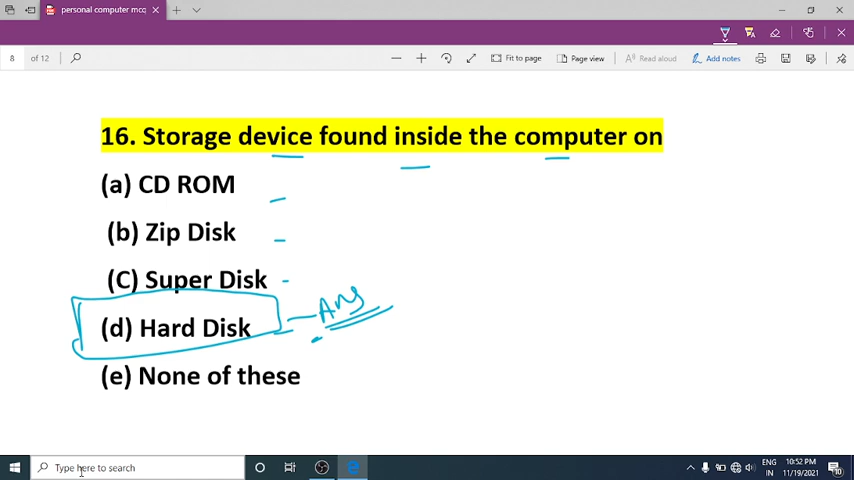 personal computer mcq
8 of 12
Fit to page
Page view
Read aloud
Add notes
16. Storage device found inside the computer on
(a) CD ROM
(b) Zip Disk
(C) Super Disk
Ans
(d) Hard Disk
(e) None of these
Type here to search
ENG
IN
10:52 PM
11/19/2021
10